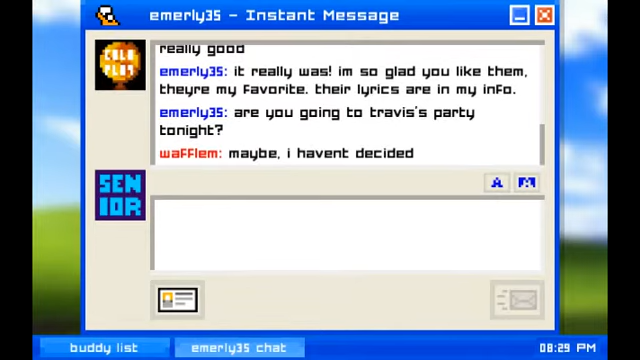 emerly35 - Instant Message
really good
emerly35: it really was! im so glad you like them,
theyre my favorite. their lyrics are in my info.
emerly35: are you going to travis's party
tonight?
wafflem: maybe, i havent decided
COLD
PLAY
SEN
IOR
A
A
buddy list
emerly35 chat
08:29 PM